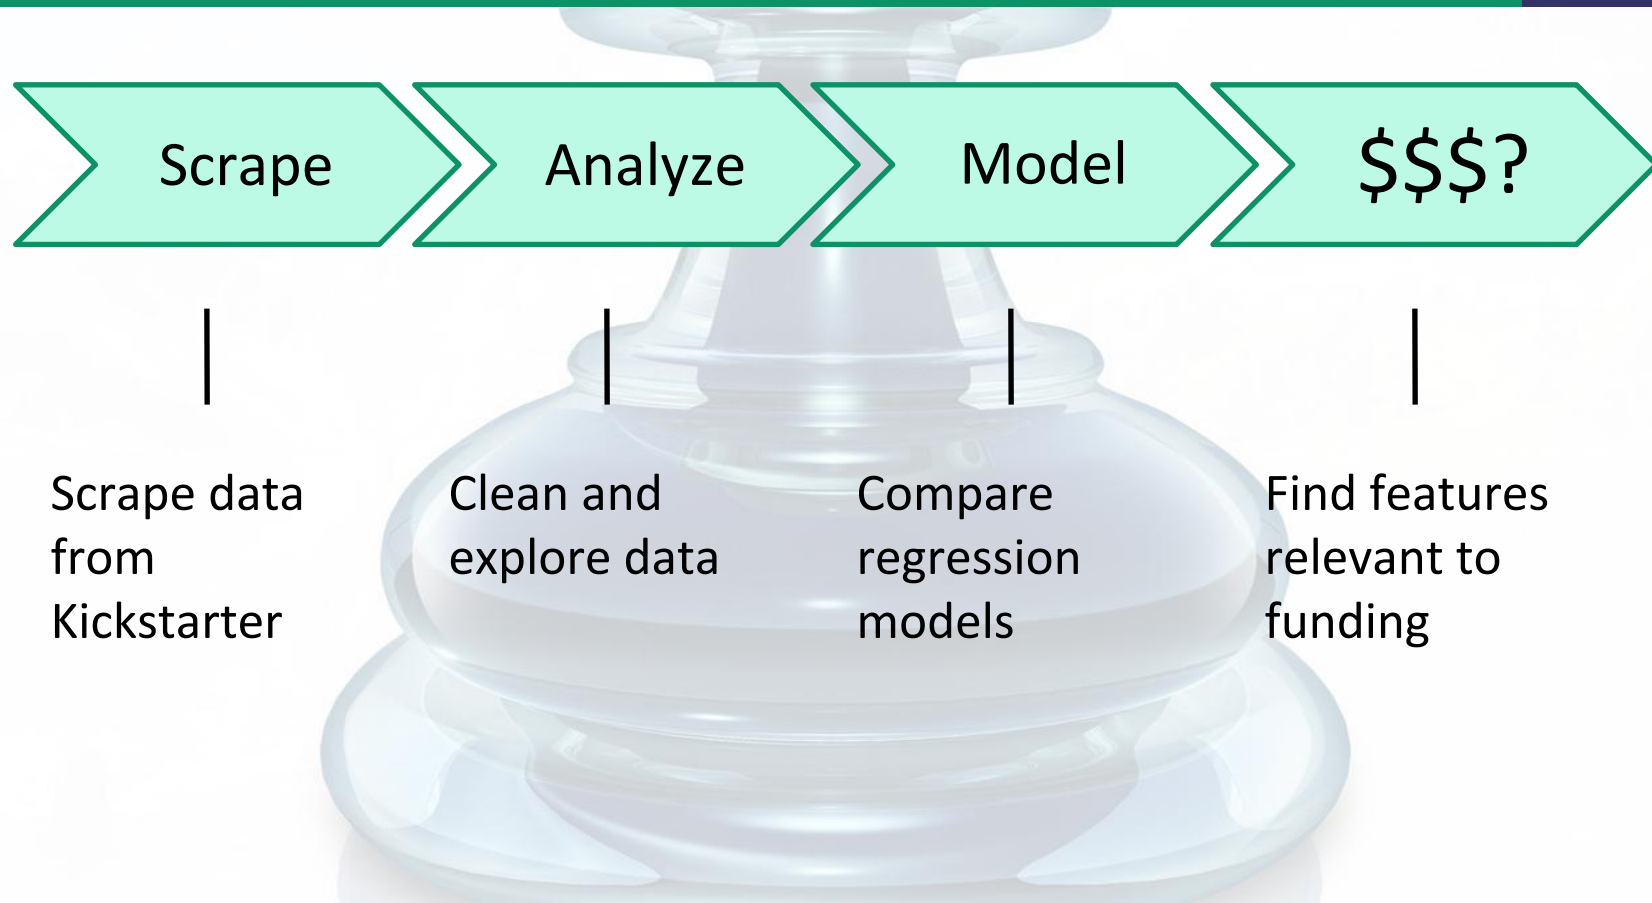 Scrape
Analyze
Model
$$$?
Scrape data
from
Kickstarter
Clean and
explore data
Compare
regression
models
Find features
relevant to
funding